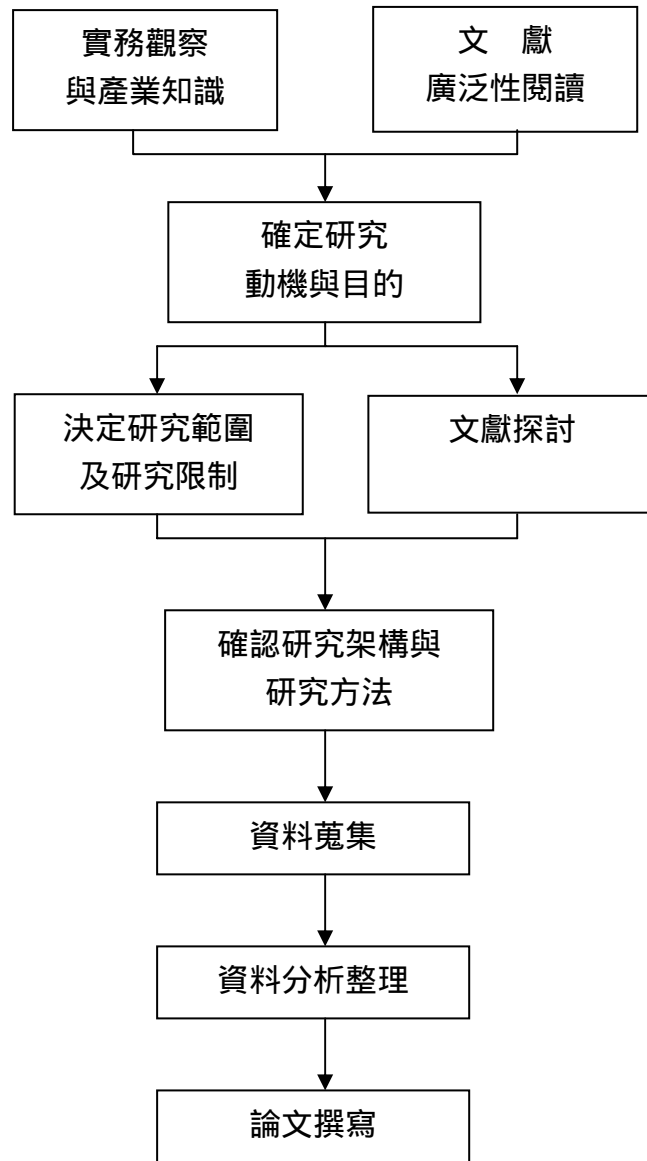 實務觀察
與產業知識
文　獻
廣泛性閱讀
確定研究
動機與目的
決定研究範圍
及研究限制
文獻探討
確認研究架構與
研究方法
資料蒐集
資料分析整理
論文撰寫